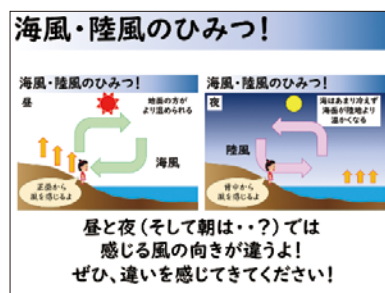 海風・陸風のひみつ!
海風・陸風のひみつ!
昼
地面の方が
より温められる
海風
正面から
風を感じるよ
海風・陸風のひみつ!
夜
海はあまり冷えず
海面が陸地より
温かくなる
陸風
背中から
風を感じるよ
昼と夜(そして朝は・・?)では
感じる風の向きが違うよ!
ぜひ、違いを感じてきてください!